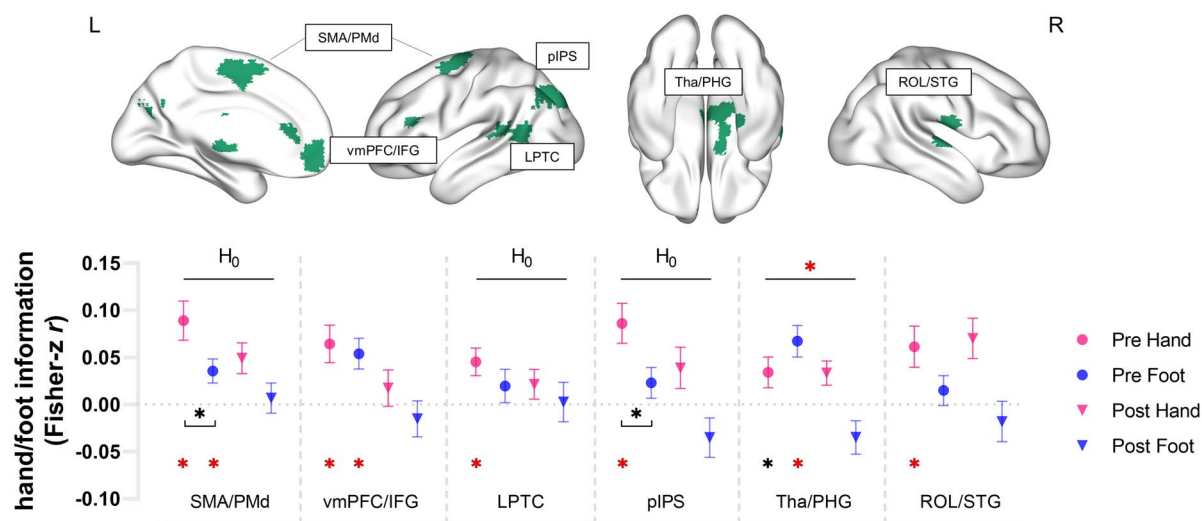 L
R
SMA/PMd
pIPS
Tha/PHG
ROL/STG
vmPFC/IFG
LPTC
hand/foot information
(Fisher-z r)
0.15
0.10
0.05
0.00
-0.05
-0.10
H0
H0
H0
*
*
*
* * * * * * * * *
SMA/PMd vmPFC/IFG LPTC pIPS Tha/PHG ROL/STG
Pre Hand
Pre Foot
Post Hand
Post Foot